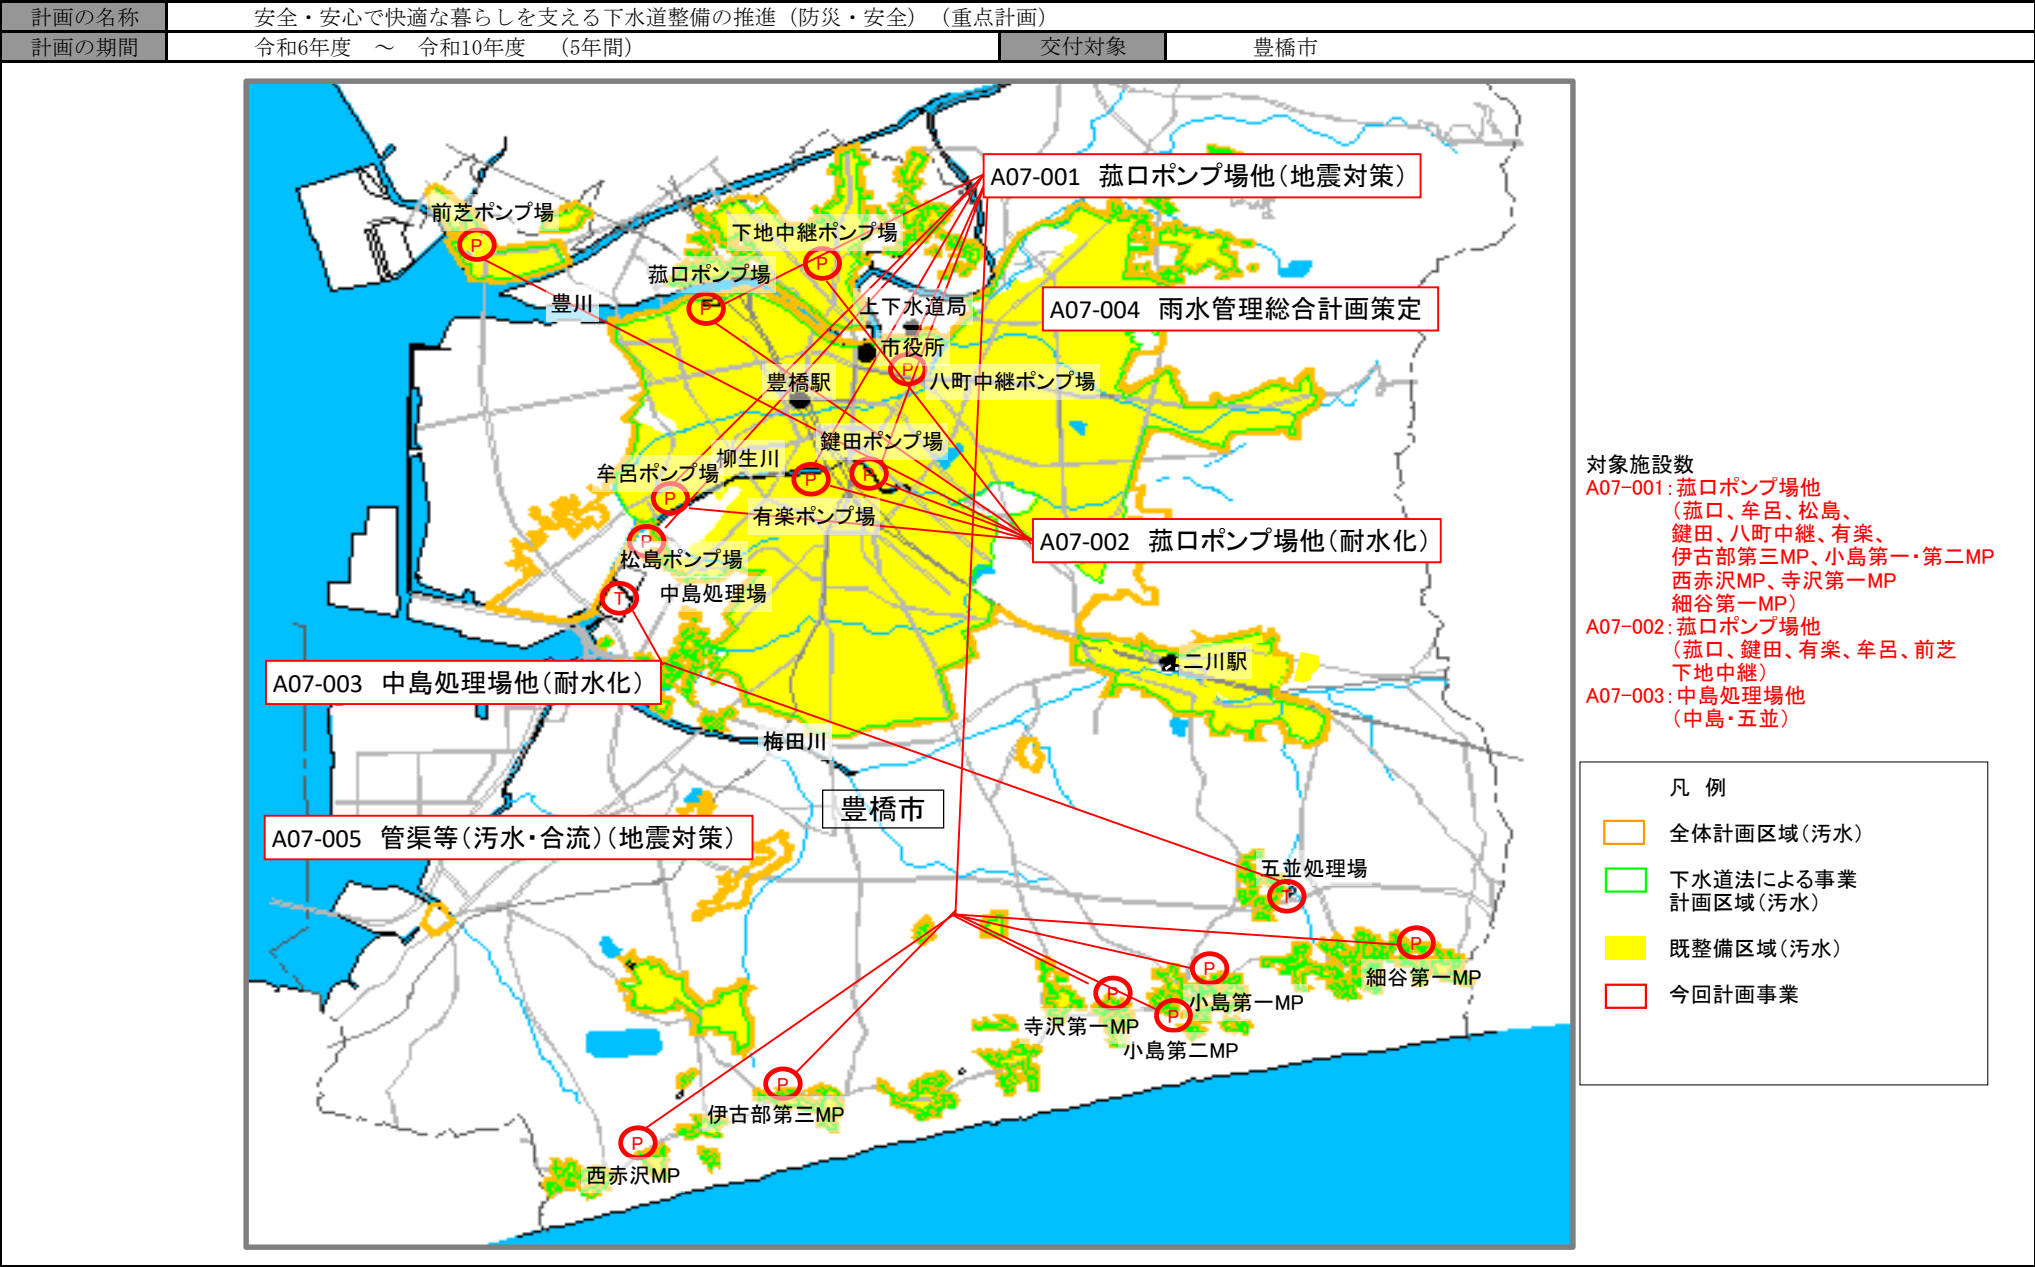 計画の名称
安全・安心で快適な暮らしを支える下水道整備の推進（防災・安全）（重点計画）
計画の期間
令和6年度　～　令和10年度　（5年間）
交付対象
豊橋市
A07-001　菰口ポンプ場他（地震対策）
前芝ポンプ場
P
下地中継ポンプ場
P
菰口ポンプ場
P
豊川
上下水道局
A07-004　雨水管理総合計画策定
市役所
P
豊橋駅
八町中継ポンプ場
鍵田ポンプ場
柳生川
牟呂ポンプ場
P
P
P
有楽ポンプ場
A07-002　菰口ポンプ場他（耐水化）
P
松島ポンプ場
中島処理場
T
二川駅
A07-003　中島処理場他（耐水化）
梅田川
豊橋市
A07-005　管渠等（汚水・合流）（地震対策）
五並処理場
T
P
細谷第一MP
P
小島第一MP
P
寺沢第一MP
P
小島第二MP
P
伊古部第三MP
P
西赤沢MP
対象施設数
A07-001：菰口ポンプ場他
（菰口、牟呂、松島、
鍵田、八町中継、有楽、
伊古部第三MP、小島第一・第二MP
西赤沢MP、寺沢第一MP
細谷第一MP）
A07-002：菰口ポンプ場他
（菰口、鍵田、有楽、牟呂、前芝
下地中継）
A07-003：中島処理場他
（中島・五並）
凡　例
全体計画区域（汚水）
下水道法による事業
計画区域（汚水）
既整備区域（汚水）
今回計画事業